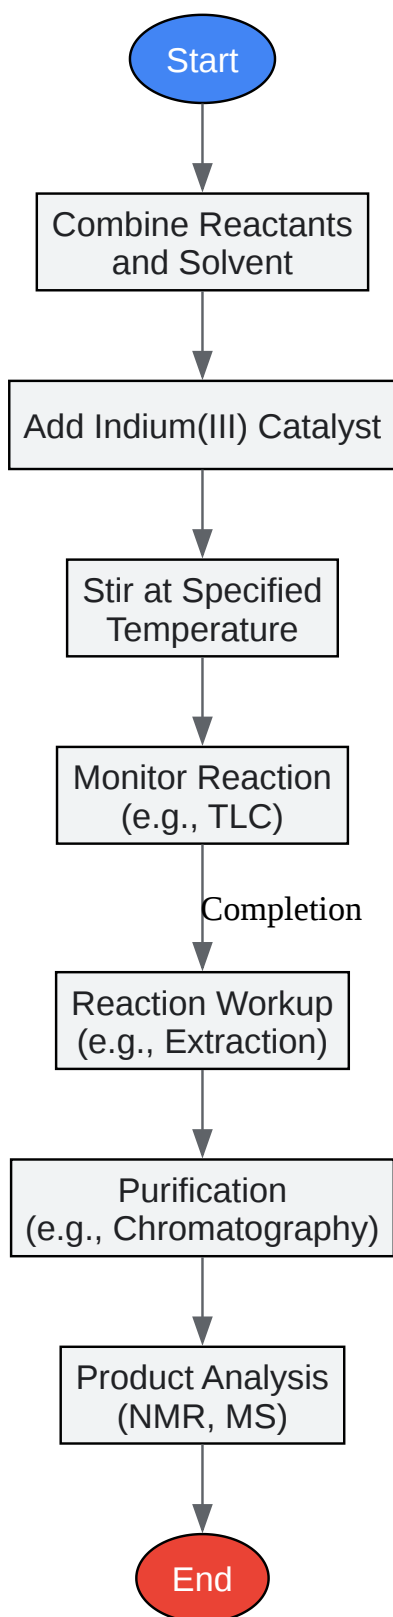 Start
Combine Reactants
and Solvent
Add Indium(III) Catalyst
Stir at Specified
Temperature
Monitor Reaction
(e.g., TLC)
Completion
Reaction Workup
(e.g., Extraction)
Purification
(e.g., Chromatography)
Product Analysis
(NMR, MS)
End